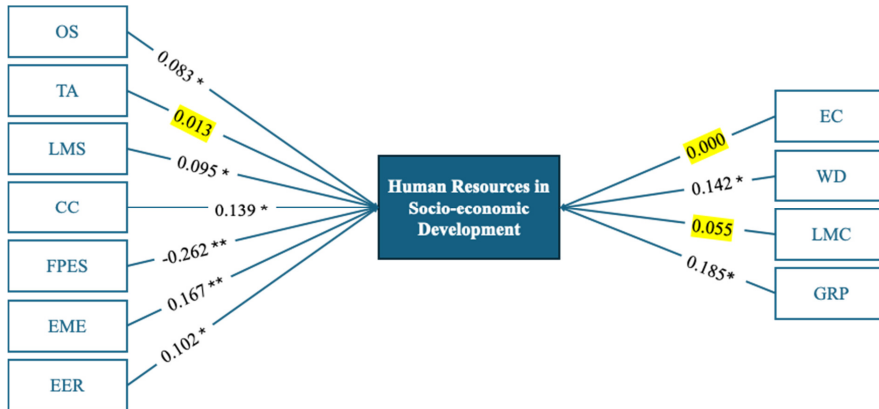 OS
0.083 *
TA
0.013
LMS
0.095 *
CC
0.139 *
FPES
-0.262 **
EME
0.167 **
EER
0.102 *
Human Resources in
Socio-economic
Development
0.000
EC
0.142 *
WD
0.055
LMC
0.185*
GRP